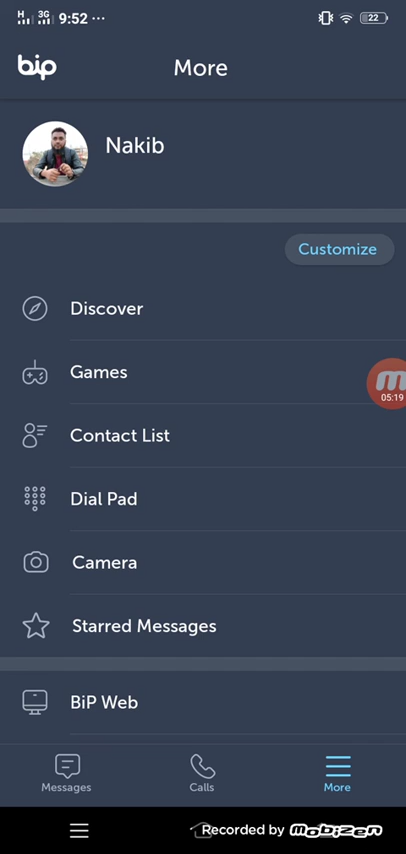 H 3G 9:52 ... 22
bip More
Nakib
Customize
Discover
Games
m
05:19
Contact List
Dial Pad
Camera
Starred Messages
BiP Web
Messages Calls More
Recorded by mobizen